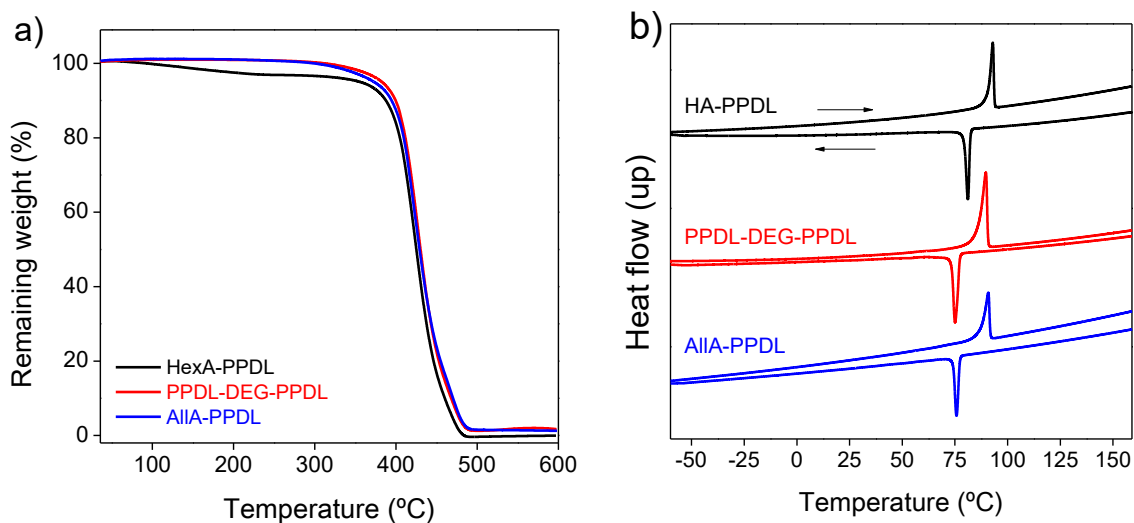 a)
Remaining weight (%)
100
80
60
40
20
0
HexA-PPDL
PPDL-DEG-PPDL
AllA-PPDL
100 200 300 400 500 600
Temperature (ºC)
b)
Heat flow (up)
HA-PPDL
PPDL-DEG-PPDL
AllA-PPDL
-50 -25 0 25 50 75 100 125 150
Temperature (ºC)